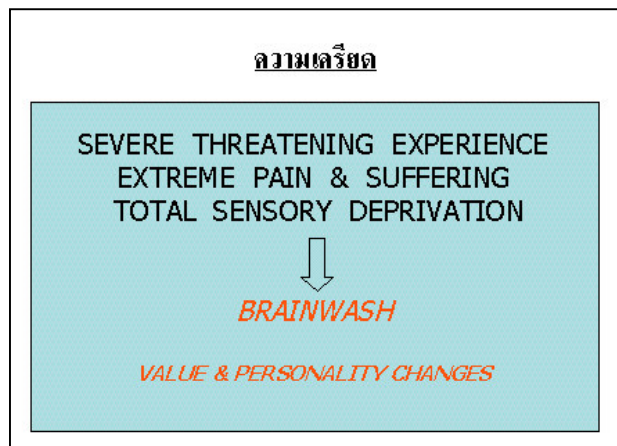 ความเครียด
SEVERE THREATENING EXPERIENCE
EXTREME PAIN & SUFFERING
TOTAL SENSORY DEPRIVATION
BRAINWASH
VALUE & PERSONALITY CHANGES